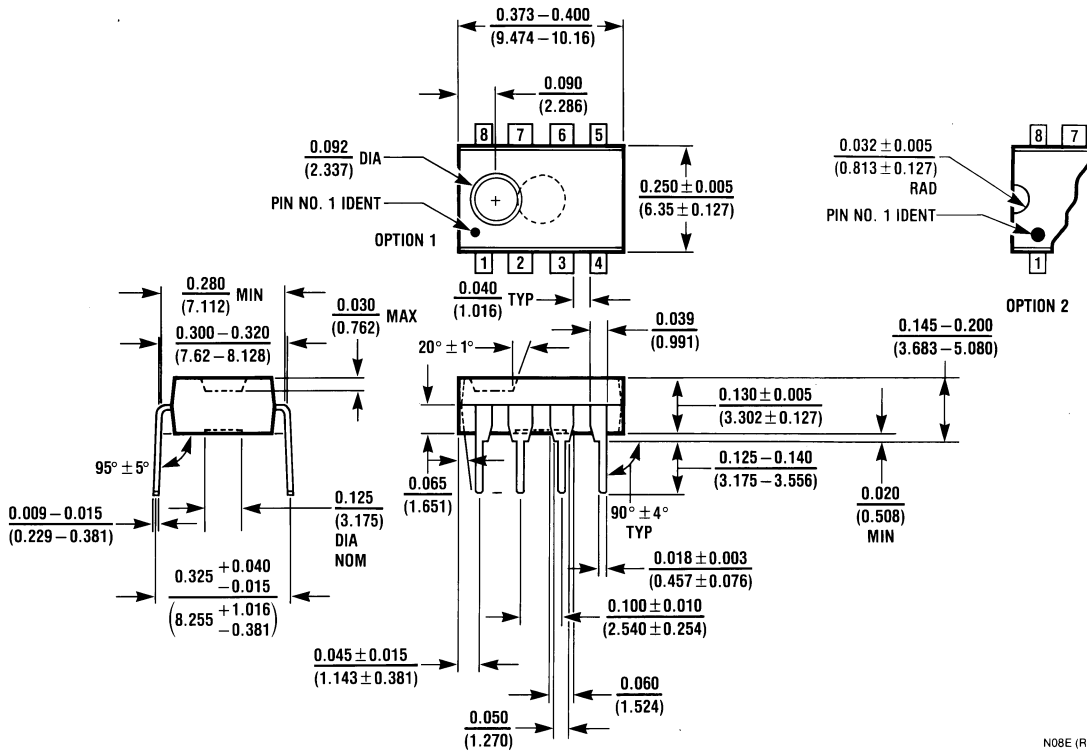 0.373 – 0.400
(9.474 – 10.16)
0.090
(2.286)
8 7 6 5
0.092 DIA
(2.337)
PIN NO. 1 IDENT
OPTION 1
1 2 3 4
0.250 ± 0.005
(6.35 ± 0.127)
0.032 ± 0.005
(0.813 ± 0.127)
RAD
PIN NO. 1 IDENT
8 7
1
OPTION 2
0.280 MIN
(7.112)
0.300 – 0.320
(7.62 – 8.128)
0.030 MAX
(0.762)
0.040 TYP
(1.016)
0.039
(0.991)
20° ± 1°
0.145 – 0.200
(3.683 – 5.080)
0.130 ± 0.005
(3.302 ± 0.127)
0.125 – 0.140
(3.175 – 3.556)
0.020
(0.508)
MIN
95° ± 5°
0.065
(1.651)
90° ± 4°
TYP
0.009 – 0.015
(0.229 – 0.381)
0.125
(3.175)
DIA
NOM
0.325 +0.040 −0.015
(8.255 +1.016 −0.381)
0.018 ± 0.003
(0.457 ± 0.076)
0.100 ± 0.010
(2.540 ± 0.254)
0.045 ± 0.015
(1.143 ± 0.381)
0.060
(1.524)
0.050
(1.270)
N08E (R